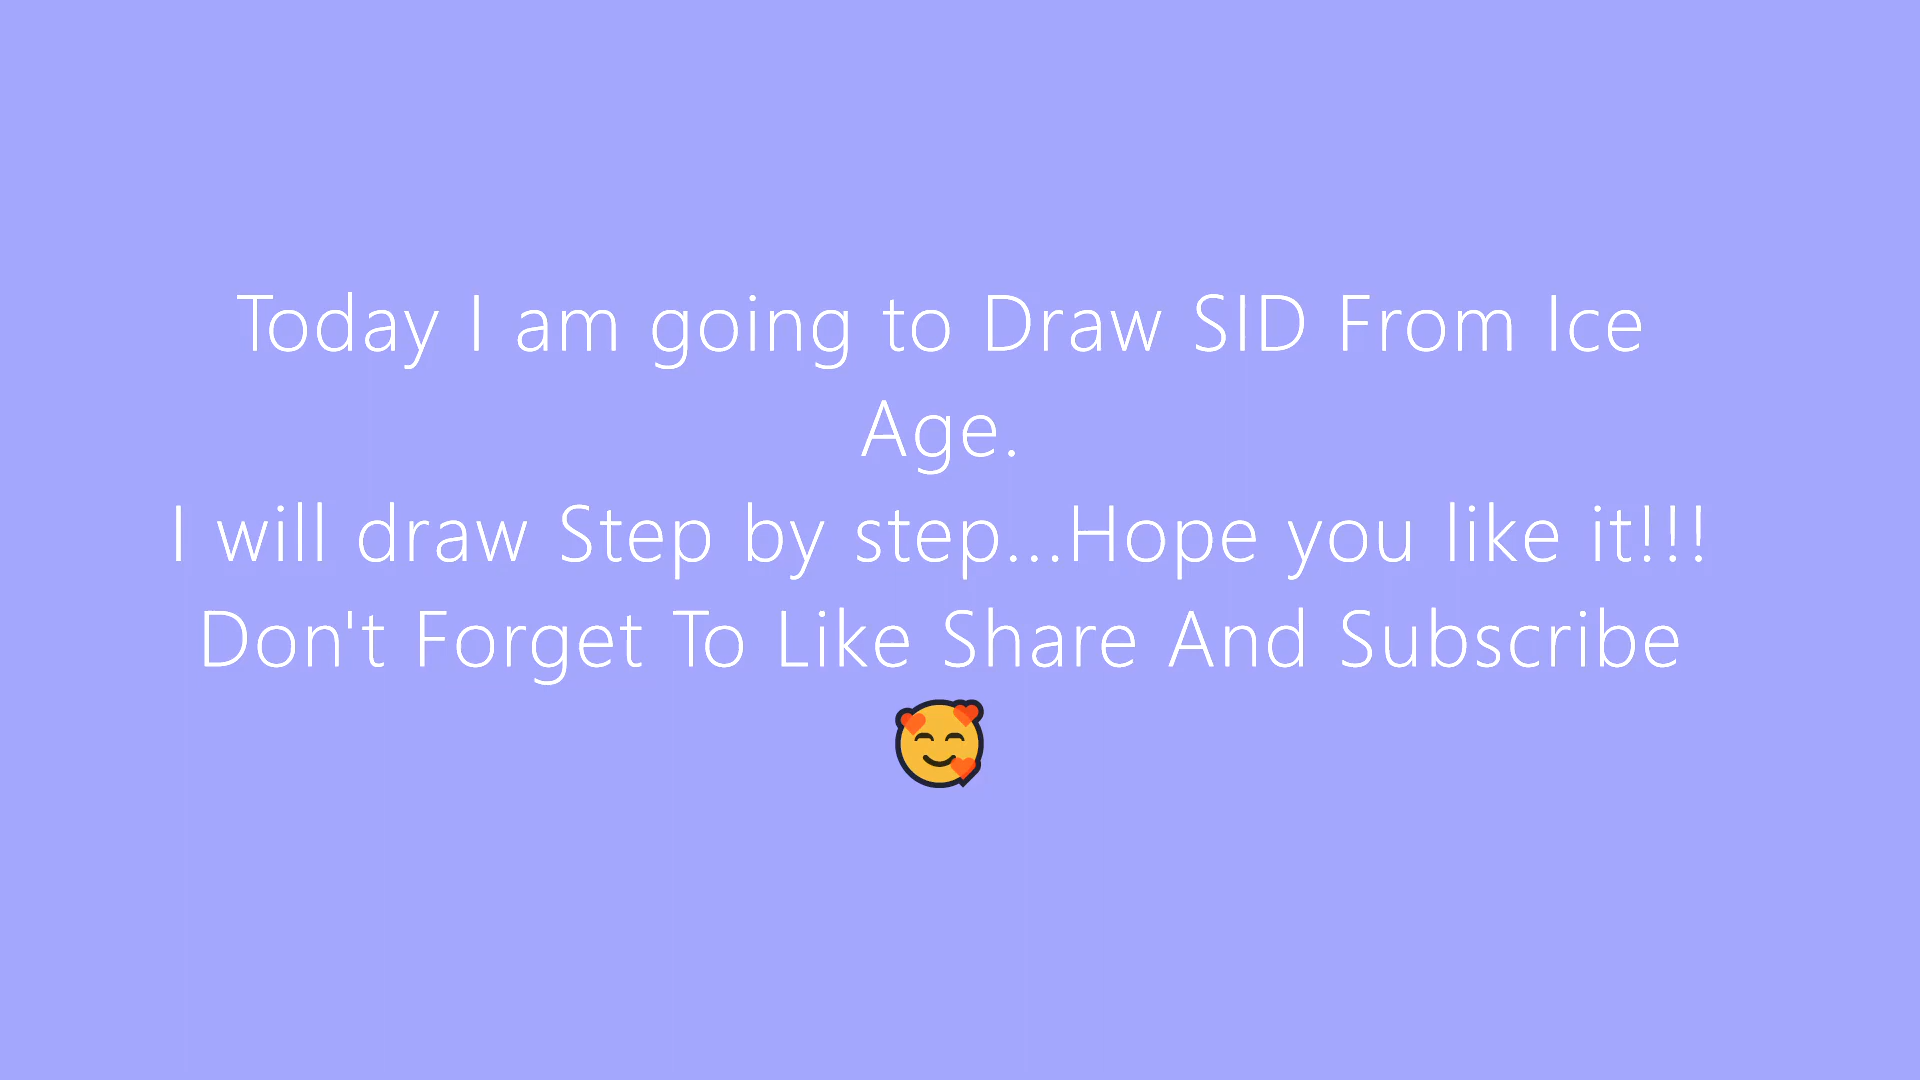 Today I am going to Draw SID From Ice
Age.
I will draw Step by step...Hope you like it!!!
Don't Forget To Like Share And Subscribe
🥰